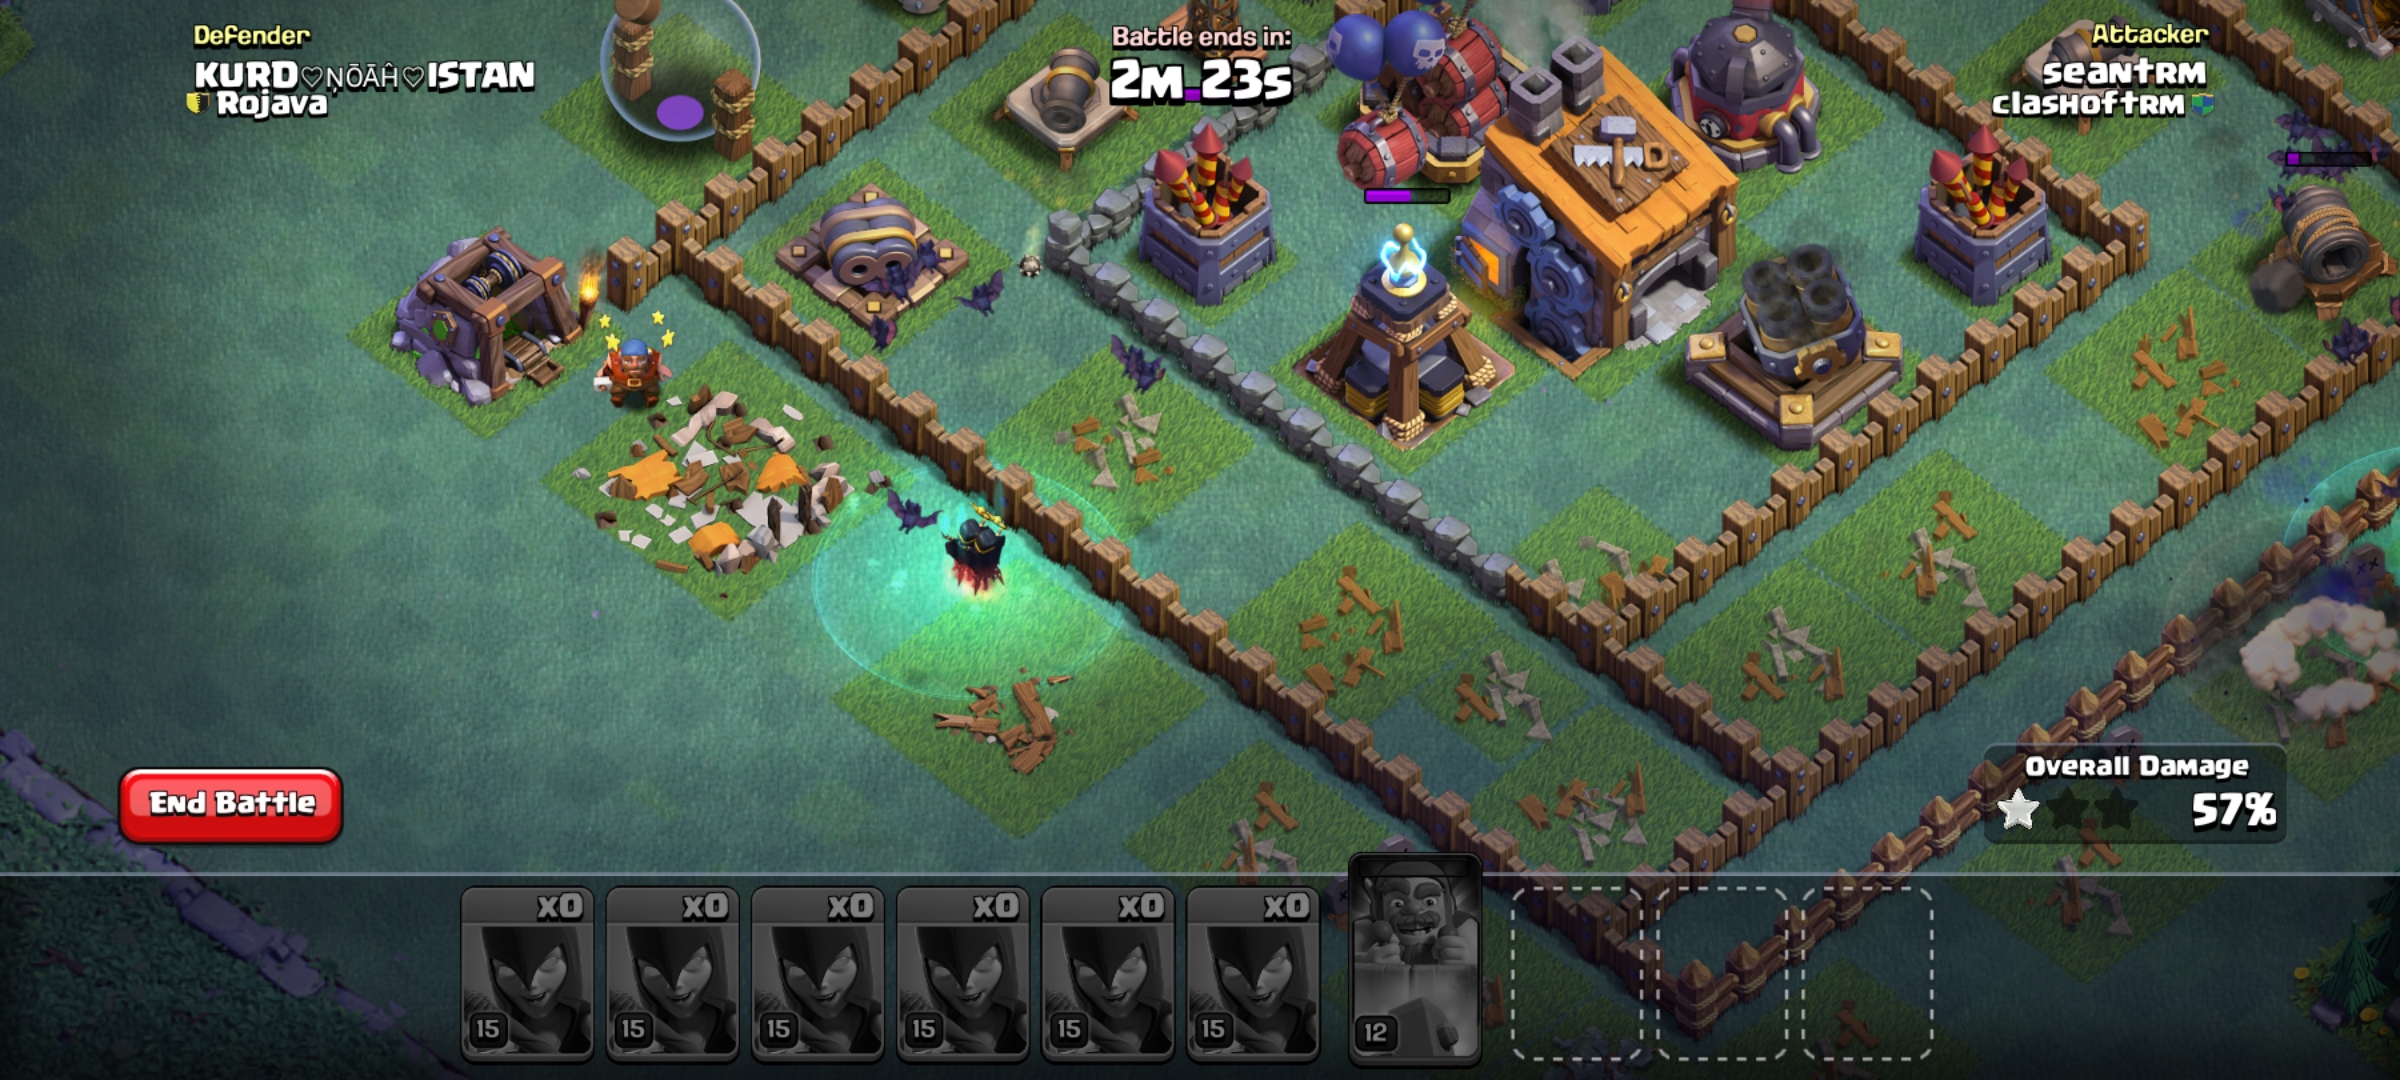 Defender
KURD♡ŅŌĀĤ♡ISTAN
Rojava
Battle ends in:
2M 23s
Attacker
seantRM
clashoftRM
End Battle
Overall Damage
57%
x0 x0 x0 x0 x0 x0
15 15 15 15 15 15 12